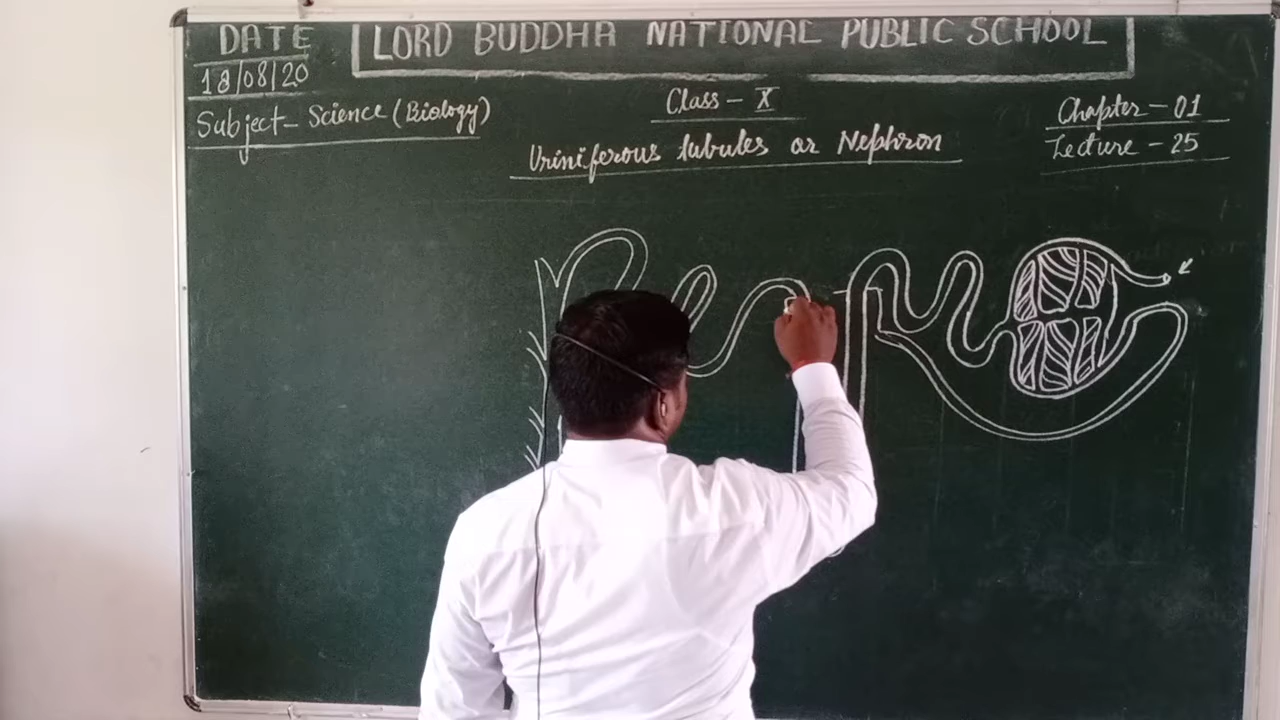 DATE
LORD BUDDHA NATIONAL PUBLIC SCHOOL
18/08/20
Class - X
Chapter - 01
Subject - Science (Biology)
Lecture - 25
Uriniferous tubules or Nephron